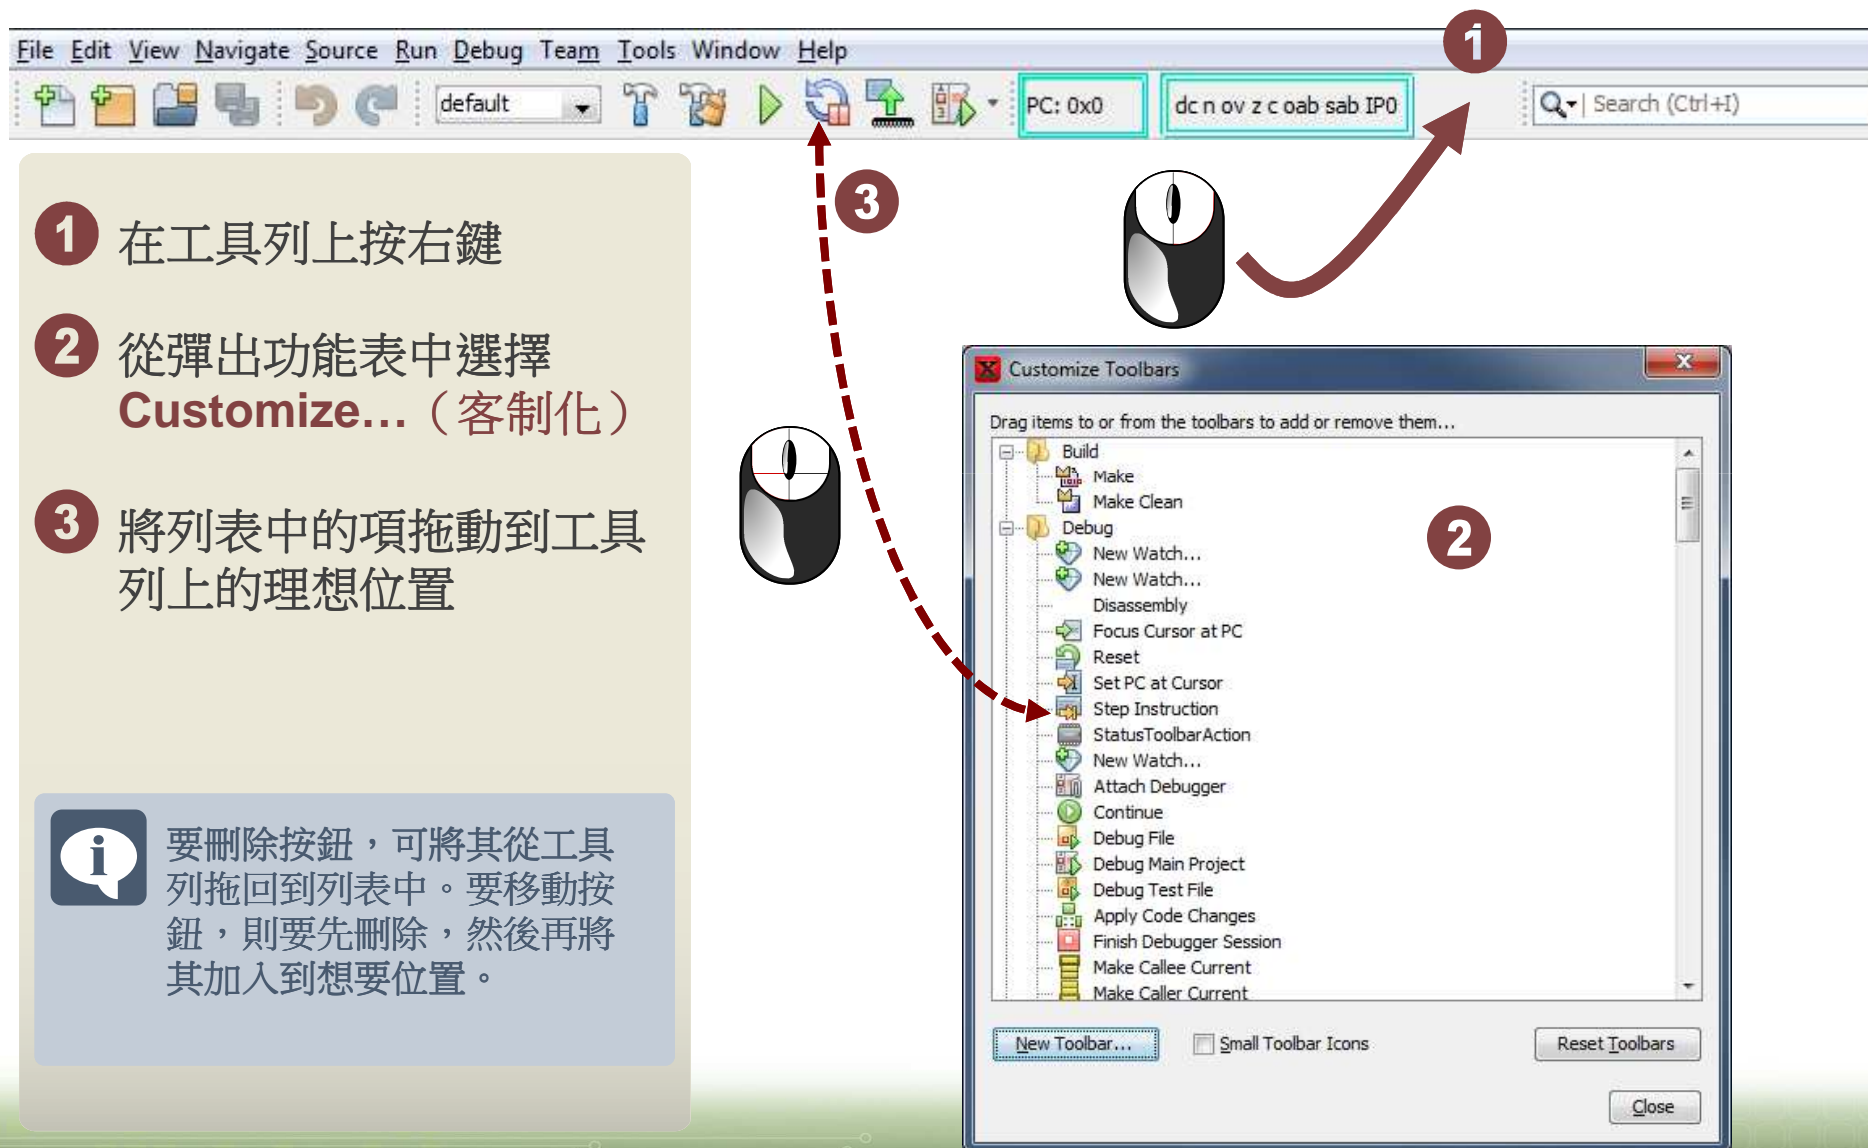 File Edit View Navigate Source Run Debug Team Tools Window Help
1
default
PC: 0x0
dc n ov z c oab sab IP0
Search (Ctrl+I)
3
1 在工具列上按右鍵
2 從彈出功能表中選擇
Customize...（客制化）
3 將列表中的項拖動到工具
列上的理想位置
i 要刪除按鈕，可將其從工具
列拖回到列表中。要移動按
鈕，則要先刪除，然後再將
其加入到想要位置。
Customize Toolbars
Drag items to or from the toolbars to add or remove them...
Build
Make
Make Clean
Debug
2
New Watch...
New Watch...
Disassembly
Focus Cursor at PC
Reset
Set PC at Cursor
Step Instruction
StatusToolbarAction
New Watch...
Attach Debugger
Continue
Debug File
Debug Main Project
Debug Test File
Apply Code Changes
Finish Debugger Session
Make Callee Current
Make Caller Current
New Toolbar... Small Toolbar Icons Reset Toolbars
Close